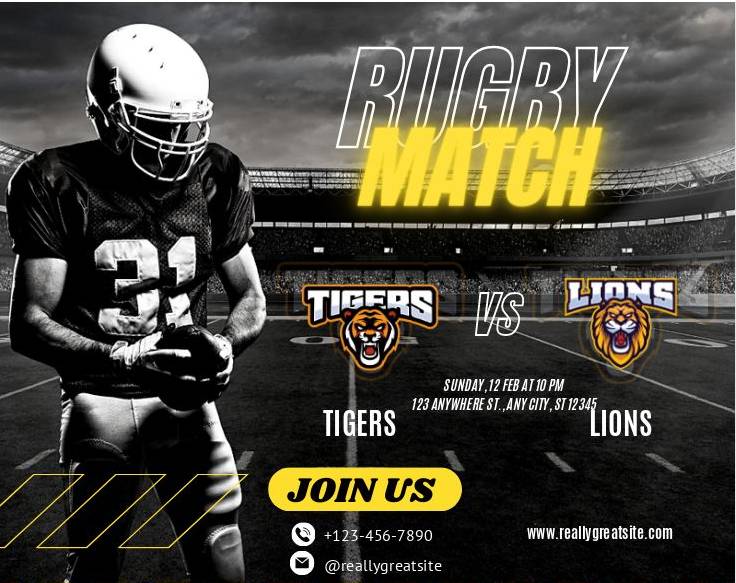 RUGBY
MATCH
31
TIGERS
VS
LIONS
SUNDAY, 12 FEB AT 10 PM
123 ANYWHERE ST., ANY CITY, ST 12345
TIGERS
LIONS
JOIN US
+123-456-7890
www.reallygreatsite.com
@reallygreatsite